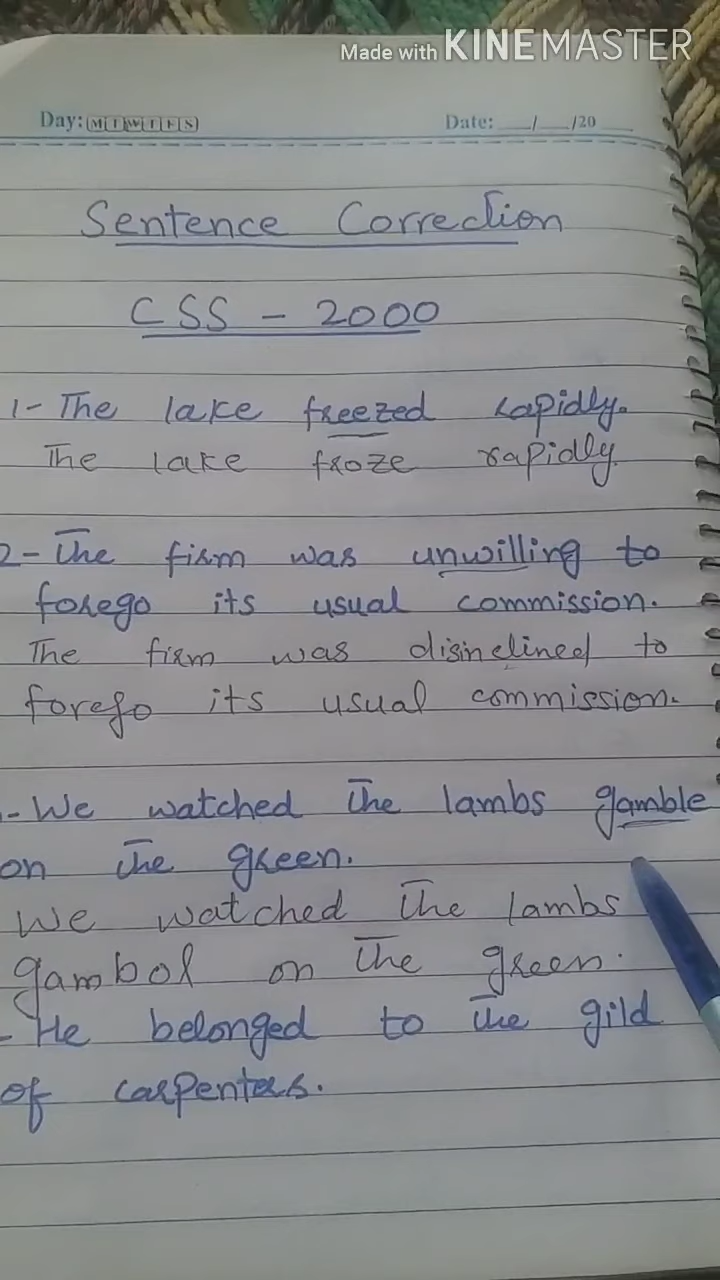 Made with KINEMASTER
Day: M T W T F S
Date: __/__/20__
Sentence Correction
CSS - 2000
1- The lake freezed rapidly.
The lake froze rapidly.
2- The firm was unwilling to
forego its usual commission.
The firm was disinclined to
forego its usual commission.
- We watched the lambs gamble
on the green.
We watched the lambs
gambol on the green.
- He belonged to the gild
of carpenters.